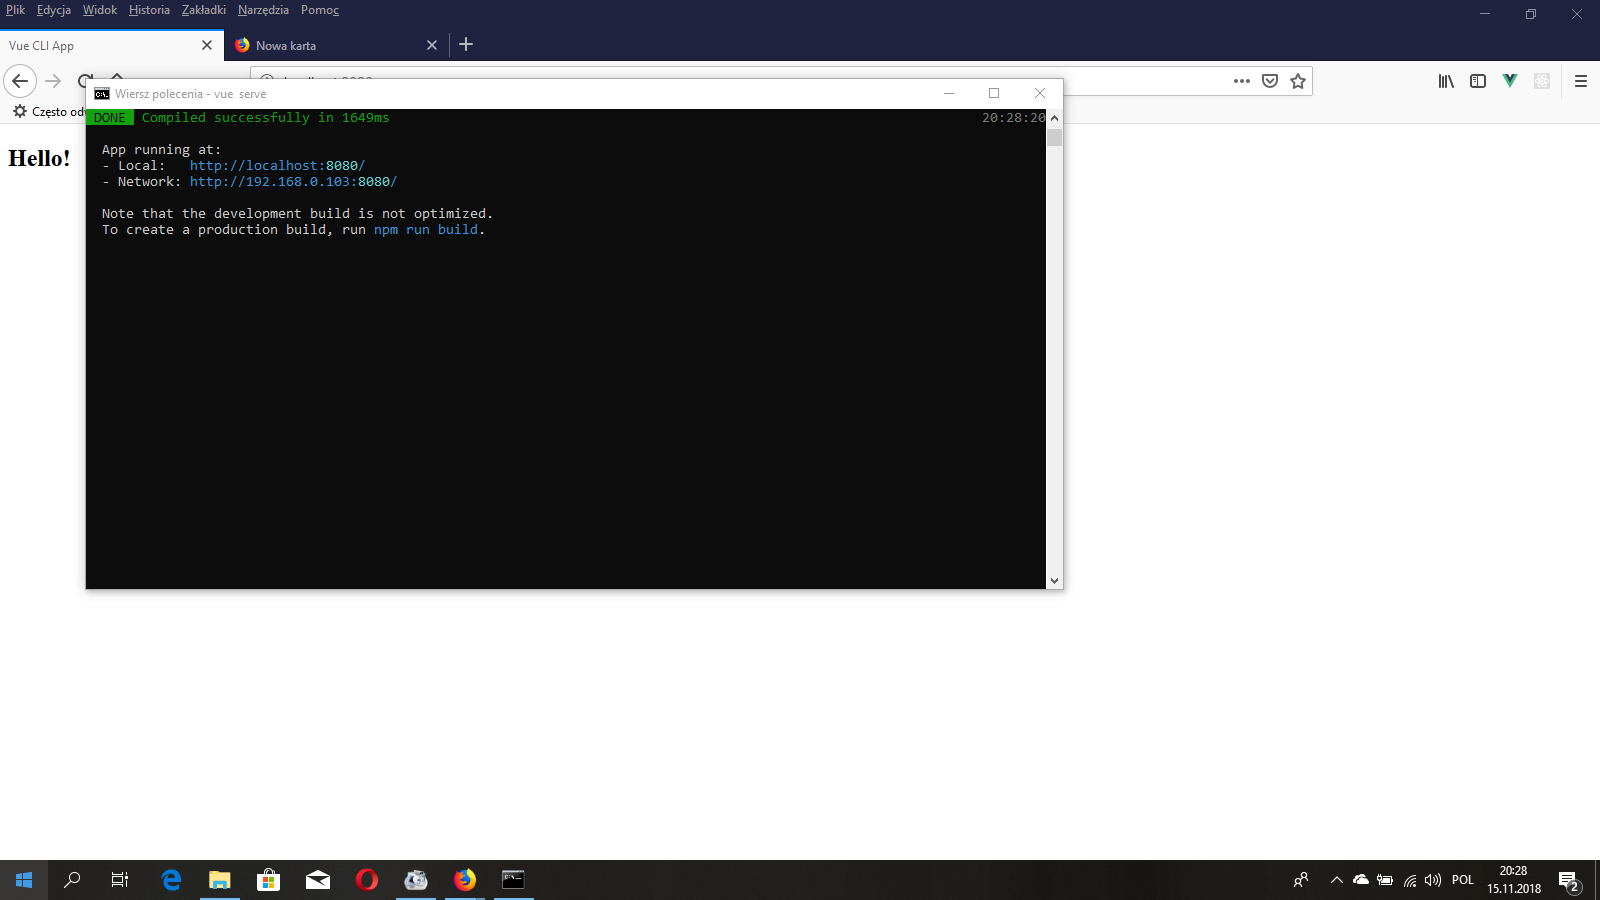 Plik Edycja Widok Historia Zakładki Narzędzia Pomoc
Vue CLI App
Nowa karta
Wiersz polecenia - vue serve
Często
DONE Compiled successfully in 1649ms 20:28:20
Hello!
App running at:
- Local: http://localhost:8080/
- Network: http://192.168.0.103:8080/
Note that the development build is not optimized.
To create a production build, run npm run build.
POL
20:28
15.11.2018
2